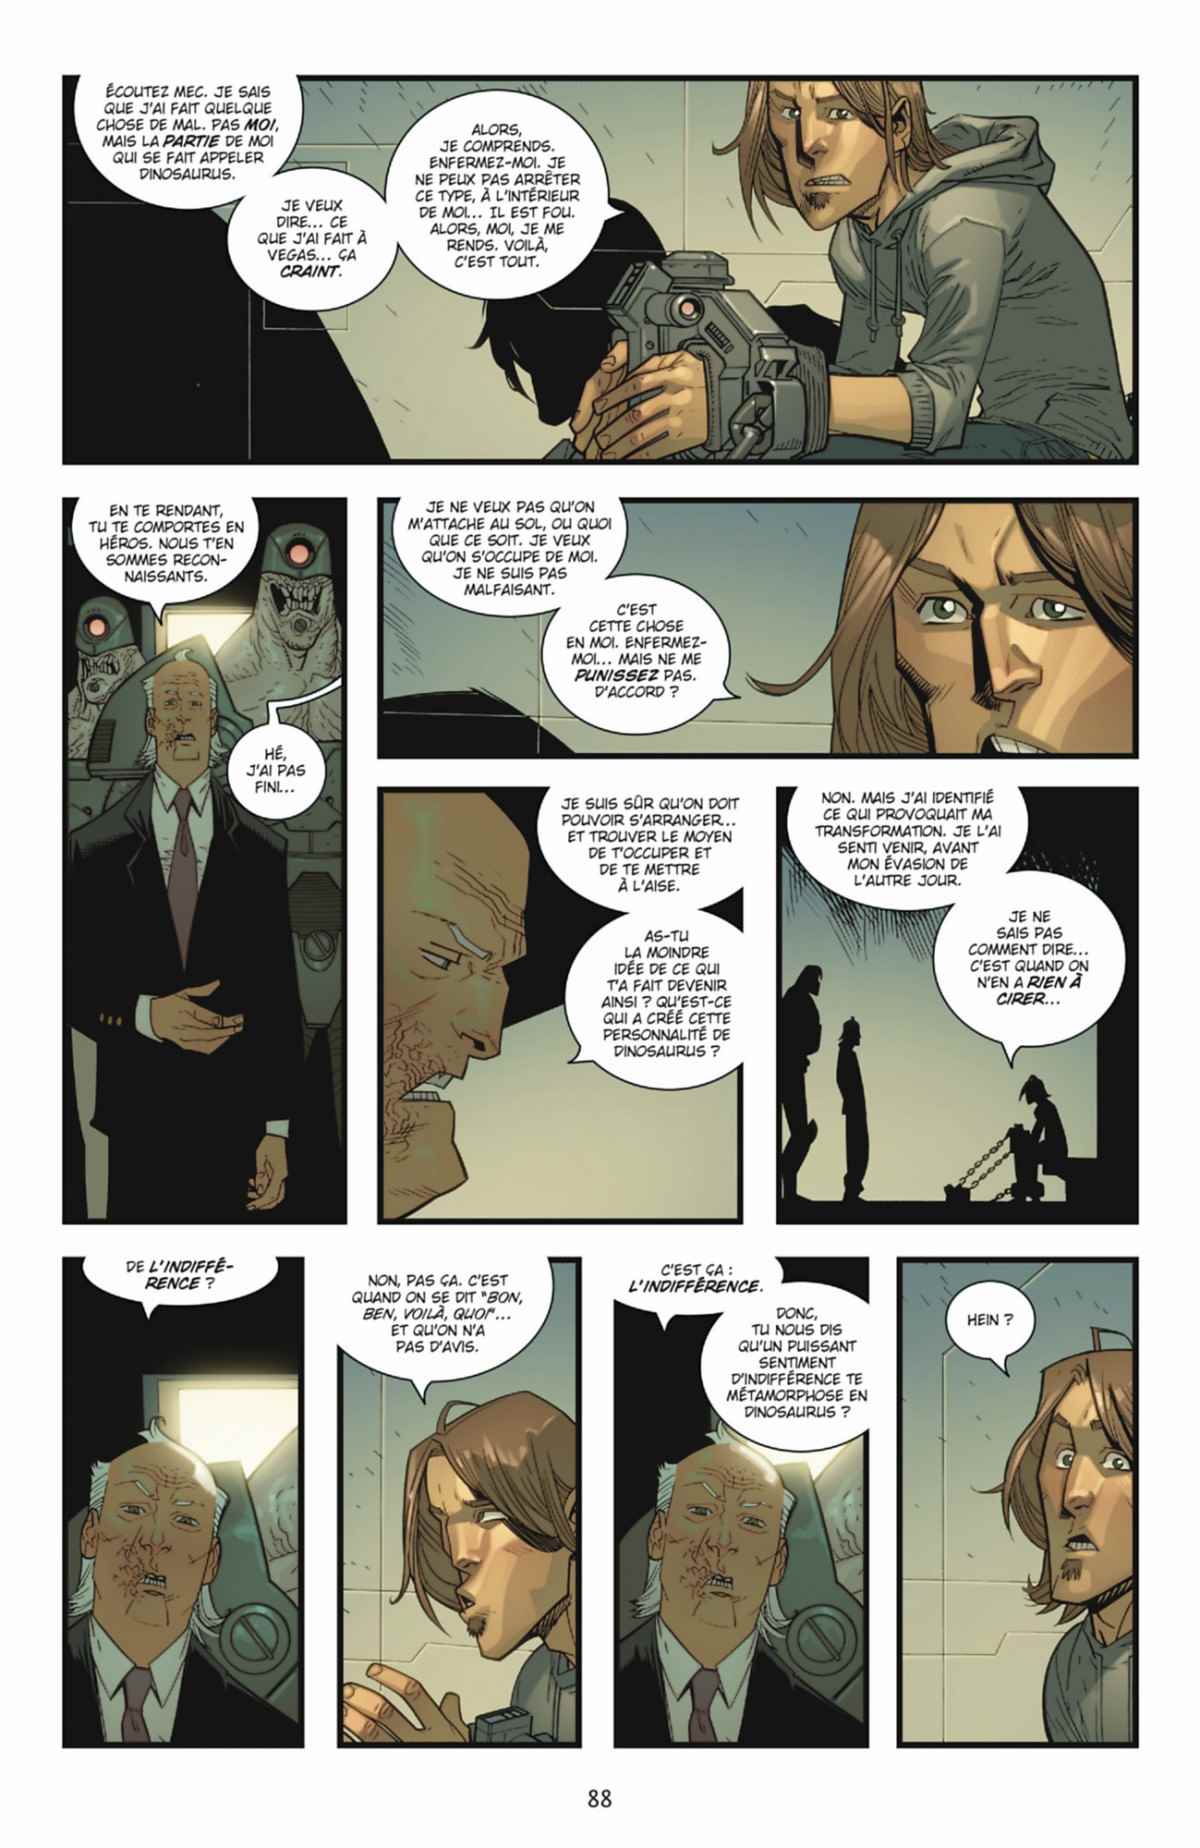 ÉCOUTEZ MEC. JE SAIS
QUE J'AI FAIT QUELQUE
CHOSE DE MAL. PAS MOI,
MAIS LA PARTIE DE MOI
QUI SE FAIT APPELER
DINOSAURUS.
JE VEUX
DIRE... CE
QUE J'AI FAIT À
VEGAS... ÇA
CRAINT.
ALORS,
JE COMPRENDS.
ENFERMEZ-MOI. JE
NE PEUX PAS ARRÊTER
CE TYPE, À L'INTÉRIEUR
DE MOI... IL EST FOU.
ALORS, MOI, JE ME
RENDS. VOILÀ,
C'EST TOUT.
EN TE RENDANT,
TU TE COMPORTES EN
HÉROS. NOUS T'EN
SOMMES RECON-
NAISSANTS.
HÉ,
J'AI PAS
FINI...
JE NE VEUX PAS QU'ON
M'ATTACHE AU SOL, OU QUOI
QUE CE SOIT. JE VEUX
QU'ON S'OCCUPE DE MOI.
JE NE SUIS PAS
MALFAISANT.
C'EST
CETTE CHOSE
EN MOI. ENFERMEZ-
MOI... MAIS NE ME
PUNISSEZ PAS.
D'ACCORD ?
JE SUIS SÛR QU'ON DOIT
POUVOIR S'ARRANGER...
ET TROUVER LE MOYEN
DE T'OCCUPER ET
DE TE METTRE
À L'AISE.
AS-TU
LA MOINDRE
IDÉE DE CE QUI
T'A FAIT DEVENIR
AINSI ? QU'EST-CE
QUI A CRÉÉ CETTE
PERSONNALITÉ DE
DINOSAURUS ?
NON. MAIS J'AI IDENTIFIÉ
CE QUI PROVOQUAIT MA
TRANSFORMATION. JE L'AI
SENTI VENIR, AVANT
MON ÉVASION DE
L'AUTRE JOUR.
JE NE
SAIS PAS
COMMENT DIRE...
C'EST QUAND ON
N'EN A RIEN À
CIRER...
DE L'INDIFFÉ-
RENCE ?
NON, PAS ÇA. C'EST
QUAND ON SE DIT "BON,
BEN, VOILÀ, QUOI"...
ET QU'ON N'A
PAS D'AVIS.
C'EST ÇA :
L'INDIFFÉRENCE.
DONC,
TU NOUS DIS
QU'UN PUISSANT
SENTIMENT
D'INDIFFÉRENCE TE
MÉTAMORPHOSE EN
DINOSAURUS ?
HEIN ?
88